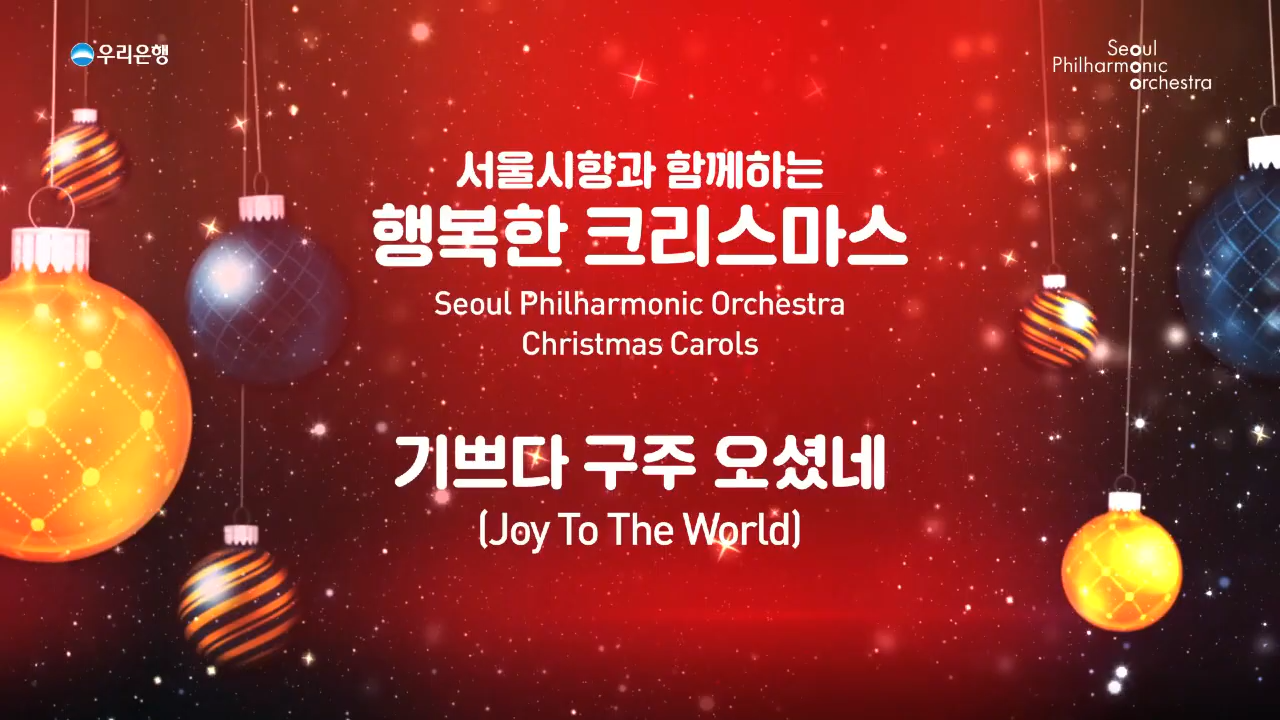 우리은행
Seoul
Philharmonic
Orchestra
서울시향과 함께하는
행복한 크리스마스
Seoul Philharmonic Orchestra
Christmas Carols
기쁘다 구주 오셨네
(Joy To The World)